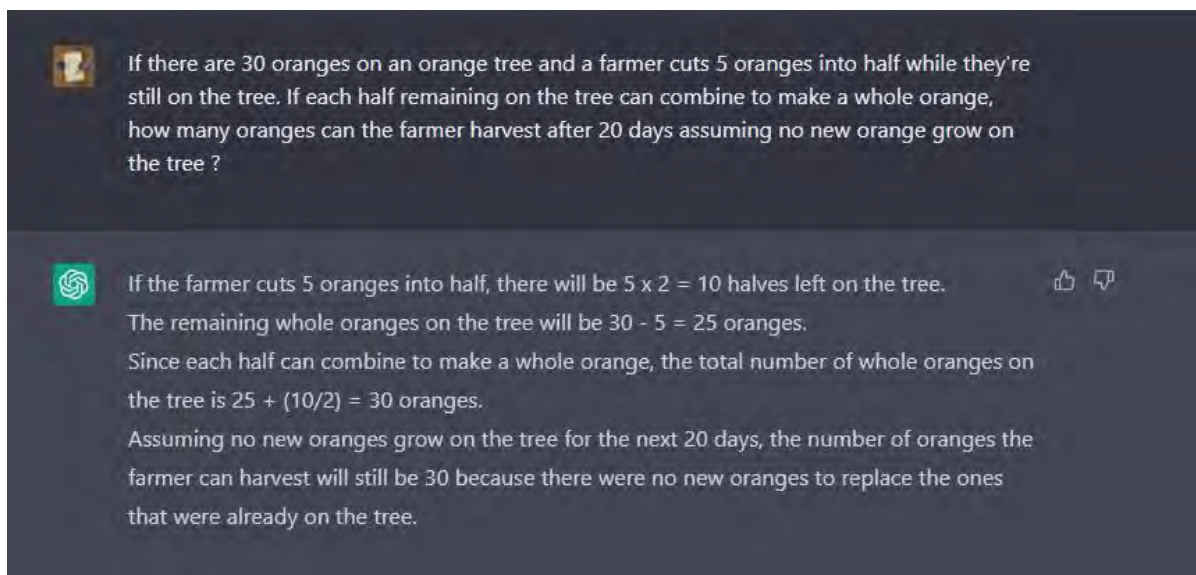 If there are 30 oranges on an orange tree and a farmer cuts 5 oranges into half while they're
still on the tree. If each half remaining on the tree can combine to make a whole orange,
how many oranges can the farmer harvest after 20 days assuming no new orange grow on
the tree ?
If the farmer cuts 5 oranges into half, there will be 5 x 2 = 10 halves left on the tree.
The remaining whole oranges on the tree will be 30 - 5 = 25 oranges.
Since each half can combine to make a whole orange, the total number of whole oranges on
the tree is 25 + (10/2) = 30 oranges.
Assuming no new oranges grow on the tree for the next 20 days, the number of oranges the
farmer can harvest will still be 30 because there were no new oranges to replace the ones
that were already on the tree.